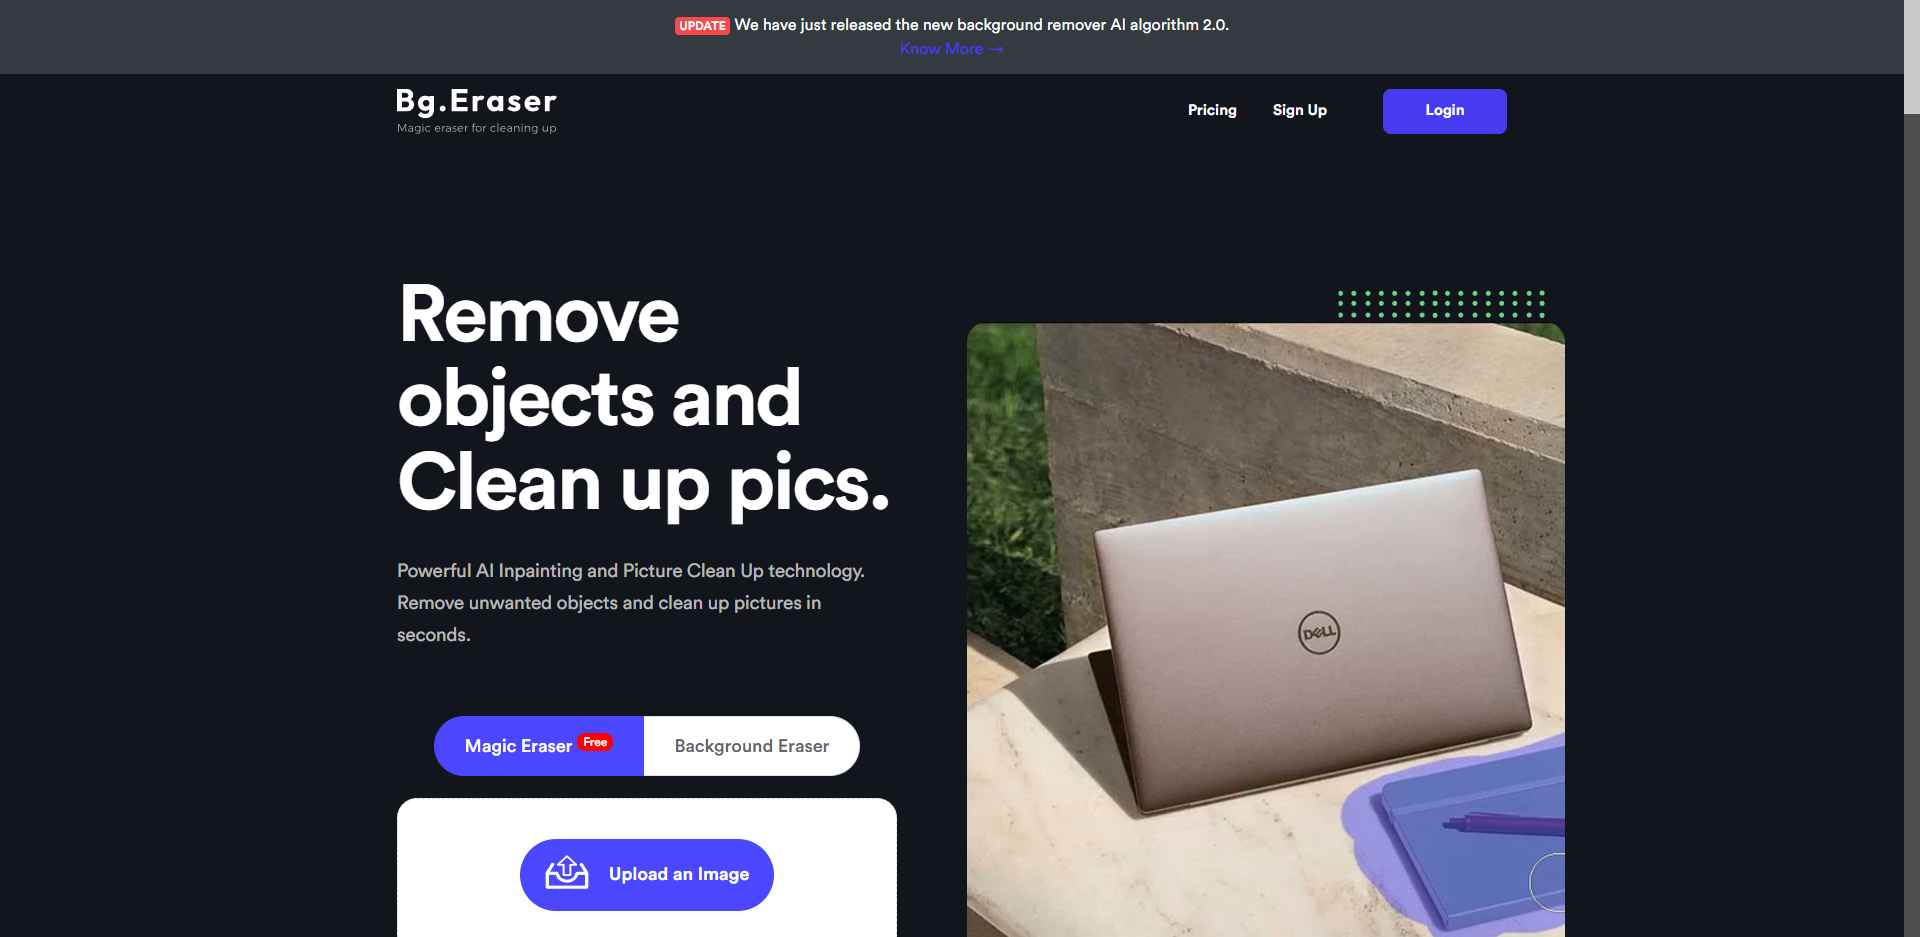 UPDATE We have just released the new background remover AI algorithm 2.0.
Know More →
Bg.Eraser
Magic eraser for cleaning up
Pricing
Sign Up
Login
Remove
objects and
Clean up pics.
Powerful AI Inpainting and Picture Clean Up technology.
Remove unwanted objects and clean up pictures in
seconds.
Magic Eraser Free
Background Eraser
Upload an Image
DELL